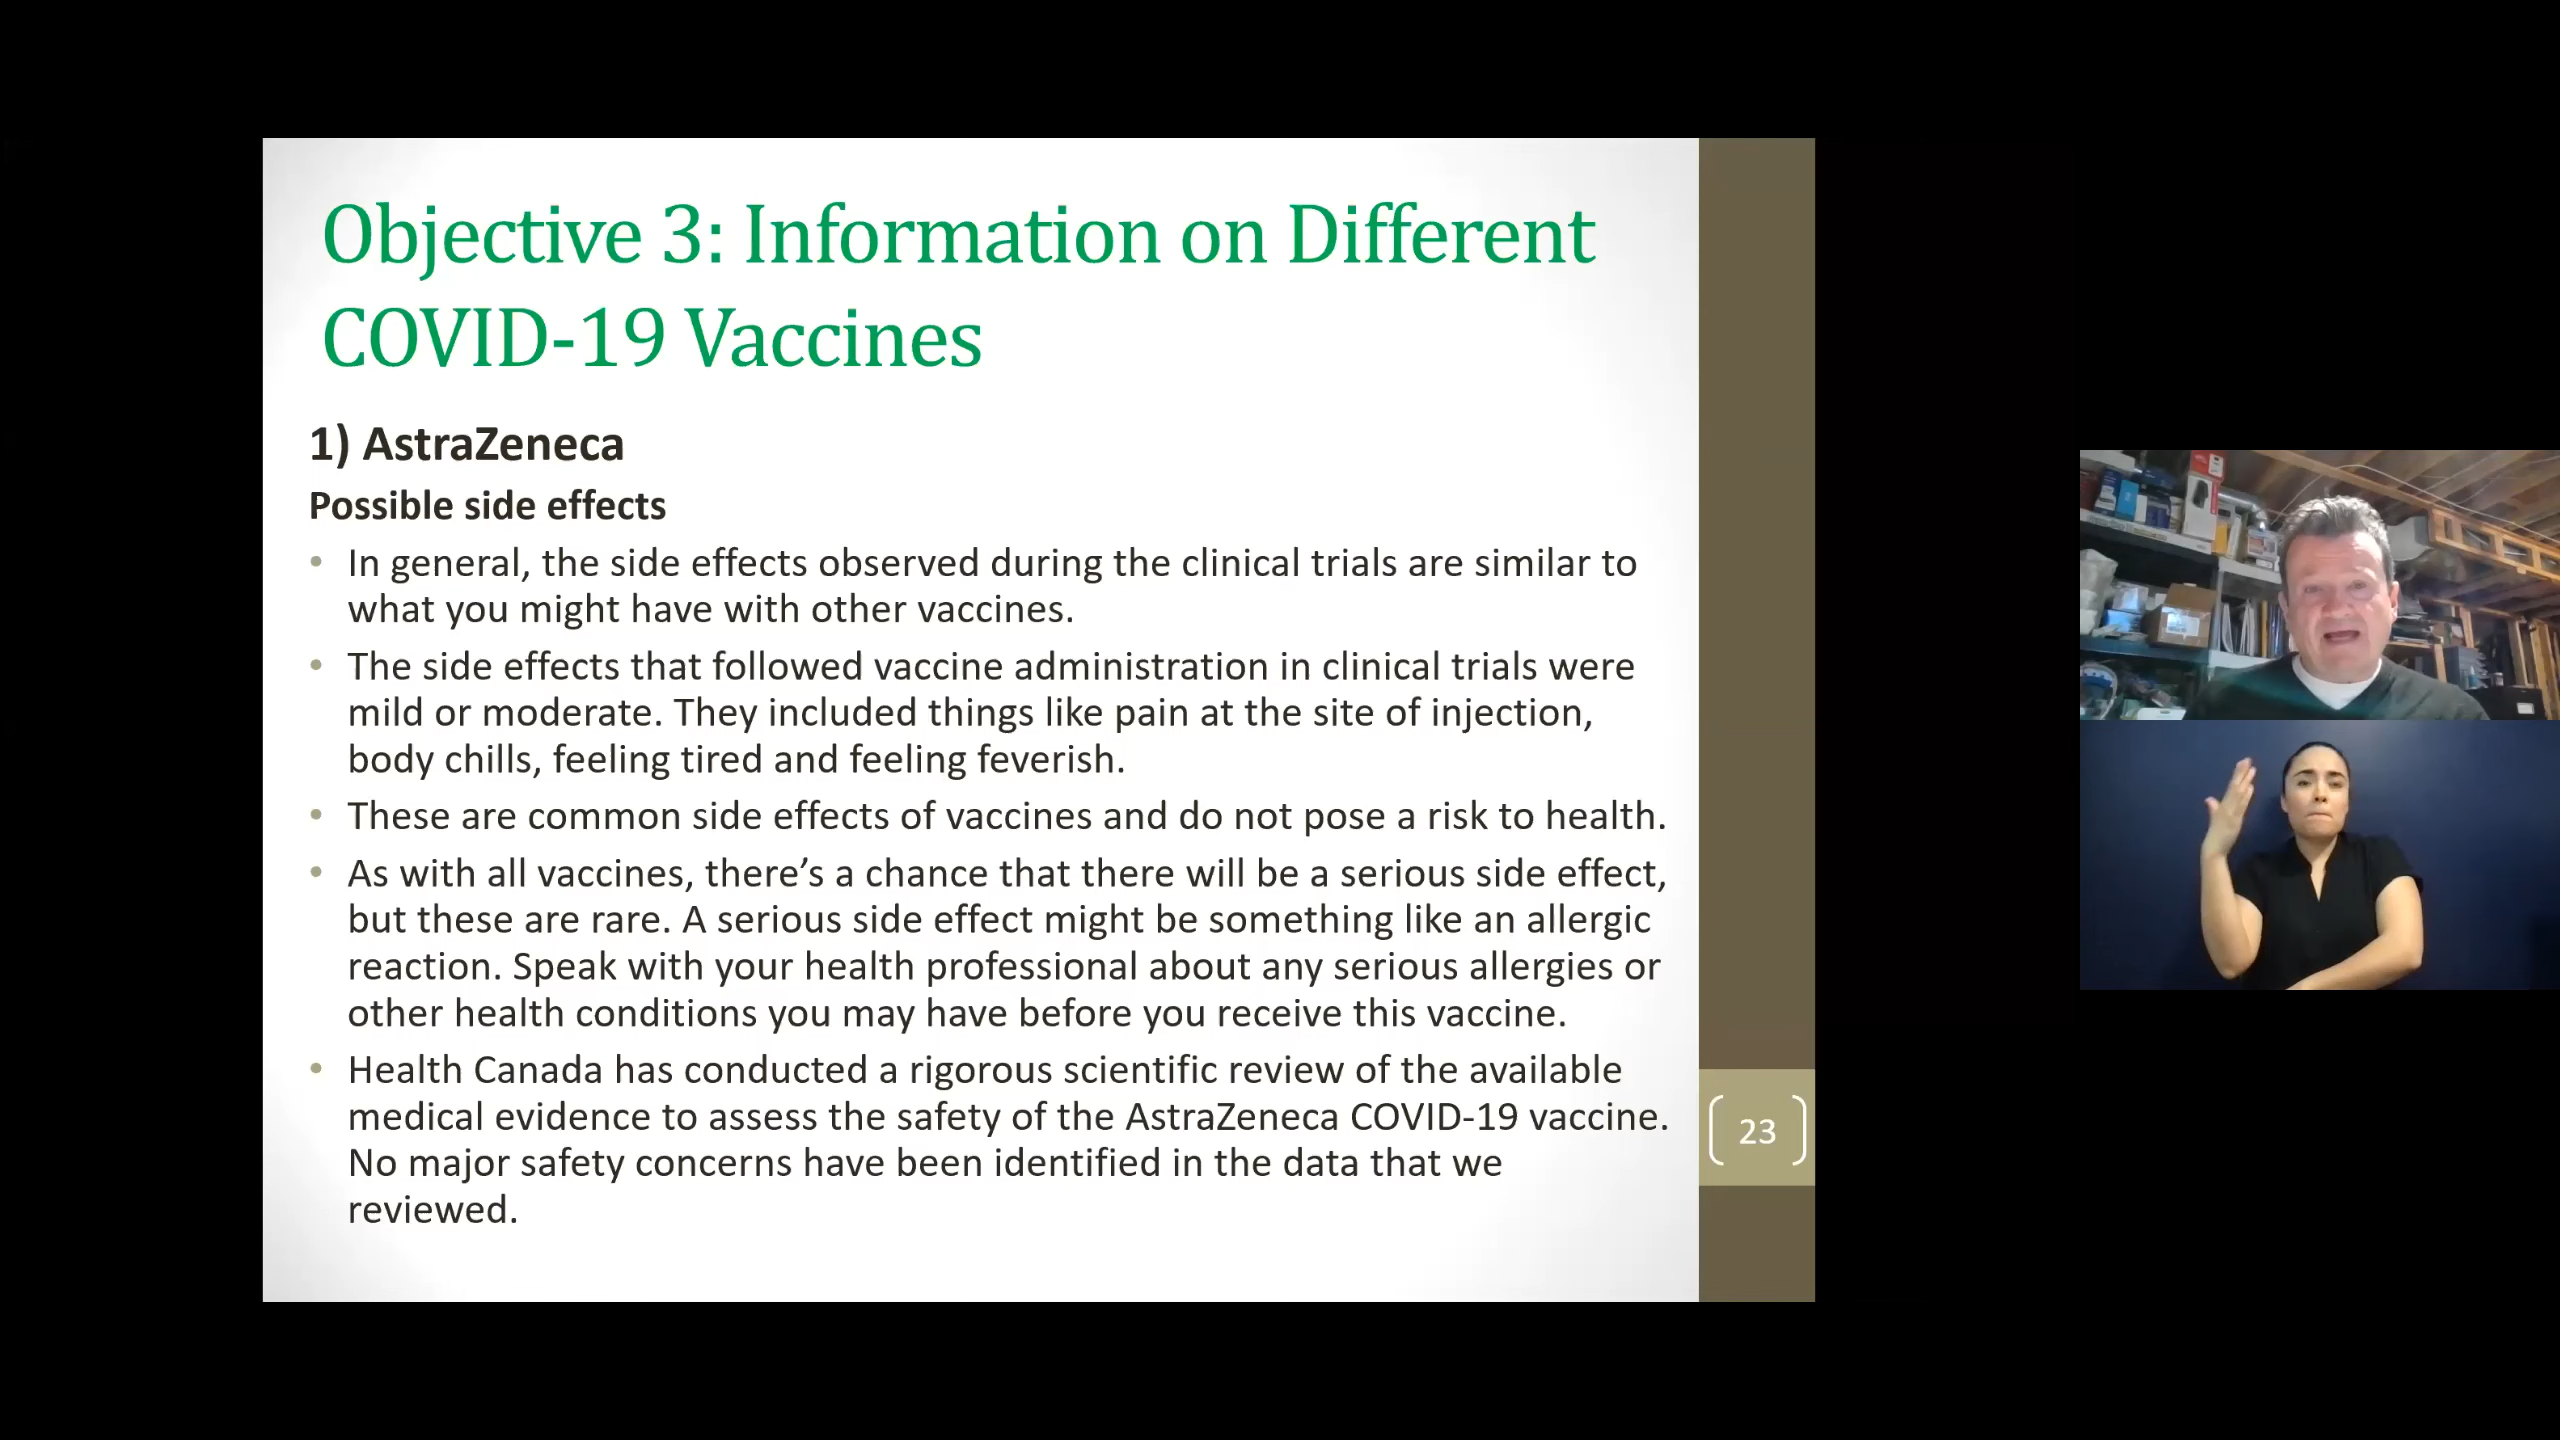 Objective 3: Information on Different
COVID-19 Vaccines
1) AstraZeneca
Possible side effects
• In general, the side effects observed during the clinical trials are similar to
what you might have with other vaccines.
• The side effects that followed vaccine administration in clinical trials were
mild or moderate. They included things like pain at the site of injection,
body chills, feeling tired and feeling feverish.
• These are common side effects of vaccines and do not pose a risk to health.
• As with all vaccines, there’s a chance that there will be a serious side effect,
but these are rare. A serious side effect might be something like an allergic
reaction. Speak with your health professional about any serious allergies or
other health conditions you may have before you receive this vaccine.
• Health Canada has conducted a rigorous scientific review of the available
medical evidence to assess the safety of the AstraZeneca COVID-19 vaccine.
No major safety concerns have been identified in the data that we
reviewed.
23